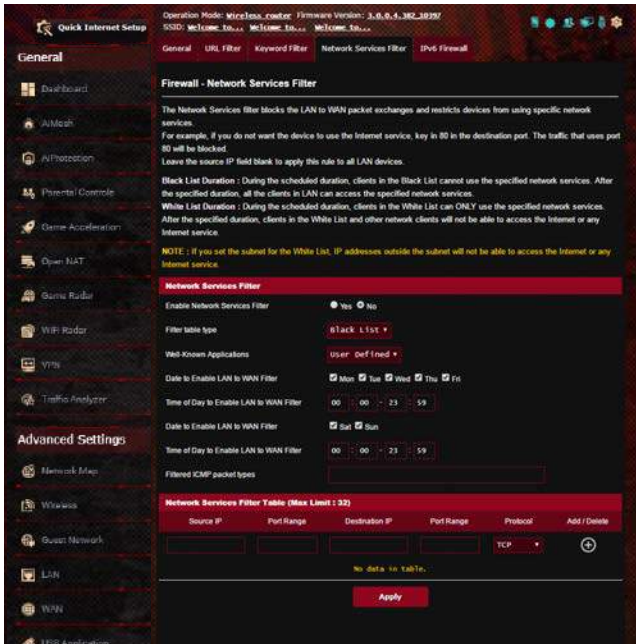 Quick Internet Setup
Operation Mode: Wireless router Firmware Version: 3.0.0.4.382_10397
SSID: Welcome to... Welcome to... Welcome to...
General URL Filter Keyword Filter Network Services Filter IPv6 Firewall
General
Dashboard
AiMesh
AiProtection
Parental Controls
Game Acceleration
Open NAT
Game Radar
WiFi Radar
VPN
Traffic Analyzer
Advanced Settings
Network Map
Wireless
Guest Network
LAN
WAN
USB Application
Firewall - Network Services Filter
The Network Services filter blocks the LAN to WAN packet exchanges and restricts devices from using specific network
services.
For example, if you do not want the device to use the Internet service, key in 80 in the destination port. The traffic that uses port
80 will be blocked.
Leave the source IP field blank to apply this rule to all LAN devices.
Black List Duration : During the scheduled duration, clients in the Black List cannot use the specified network services. After
the specified duration, all the clients in LAN can access the specified network services.
White List Duration : During the scheduled duration, clients in the White List can ONLY use the specified network services.
After the specified duration, clients in the White List and other network clients will not be able to access the Internet or any
Internet service.
NOTE : If you set the subnet for the White List, IP addresses outside the subnet will not be able to access the Internet or any
Internet service.
Network Services Filter
Enable Network Services Filter Yes No
Filter table type Black List
Well-Known Applications User Defined
Date to Enable LAN to WAN Filter Mon Tue Wed Thu Fri
Time of Day to Enable LAN to WAN Filter 00 : 00 - 23 : 59
Date to Enable LAN to WAN Filter Sat Sun
Time of Day to Enable LAN to WAN Filter 00 : 00 - 23 : 59
Filtered ICMP packet types
Network Services Filter Table (Max Limit : 32)
Source IP Port Range Destination IP Port Range Protocol Add / Delete
TCP
No data in table.
Apply